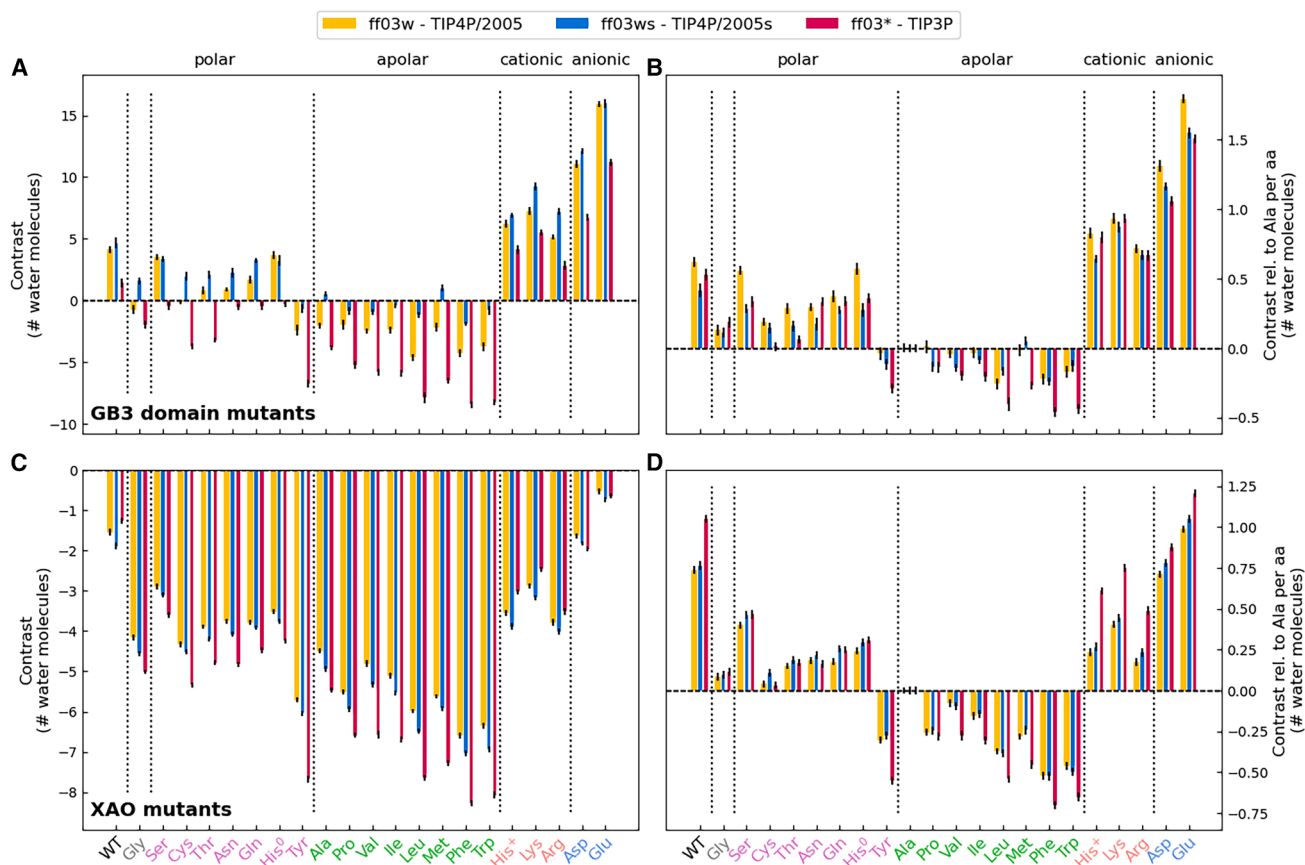 ff03w - TIP4P/2005 ff03ws - TIP4P/2005s ff03* - TIP3P
A polar apolar cationic anionic
B polar apolar cationic anionic
Contrast
(# water molecules)
15
10
5
0
−5
−10
GB3 domain mutants
1.5
1.0
0.5
0.0
−0.5
Contrast rel. to Ala per aa
(# water molecules)
C
D
Contrast
(# water molecules)
0
−1
−2
−3
−4
−5
−6
−7
−8
XAO mutants
1.25
1.00
0.75
0.50
0.25
0.00
−0.25
−0.50
−0.75
Contrast rel. to Ala per aa
(# water molecules)
WT Gly Ser Cys Thr Asn Gln His⁰ Tyr Ala Pro Val Ile Leu Met Phe Trp His⁺ Lys Arg Asp Glu
WT Gly Ser Cys Thr Asn Gln His⁰ Tyr Ala Pro Val Ile Leu Met Phe Trp His⁺ Lys Arg Asp Glu